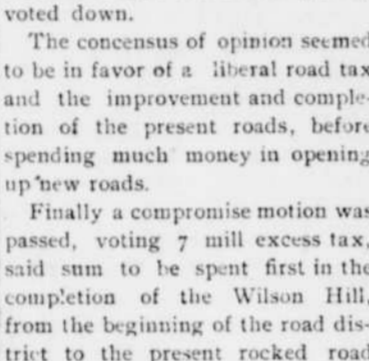 voted down.
The concensus of opinion seemed
to be in favor of a liberal road tax
and the improvement and comple-
tion of the present roads, before
spending much money in opening
up new roads.
Finally a compromise motion was
passed, voting 7 mill excess tax,
said sum to be spent first in the
completion of the Wilson Hill,
from the beginning of the road dis-
trict to the present rocked road